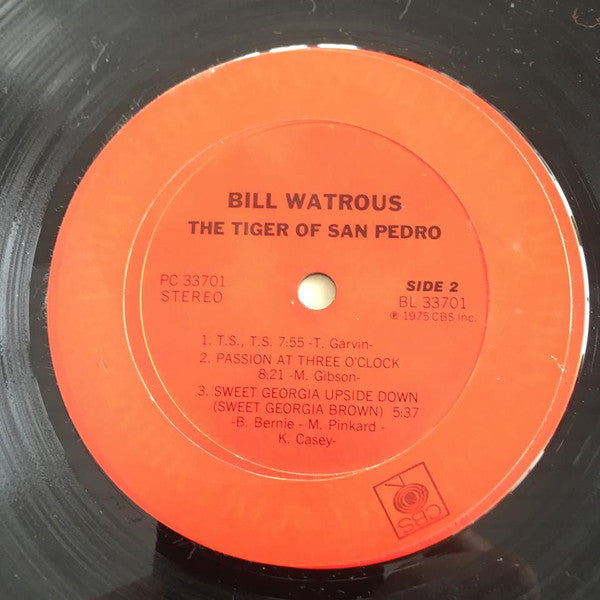 BILL WATROUS
THE TIGER OF SAN PEDRO
PC 33701
STEREO
SIDE 2
BL 33701
℗ 1975 CBS Inc.
1. T.S., T.S. 7:55 -T. Garvin-
2. PASSION AT THREE O'CLOCK
8:21 -M. Gibson-
3. SWEET GEORGIA UPSIDE DOWN
(SWEET GEORGIA BROWN) 5:37
-B. Bernie - M. Pinkard -
K. Casey-
CBS